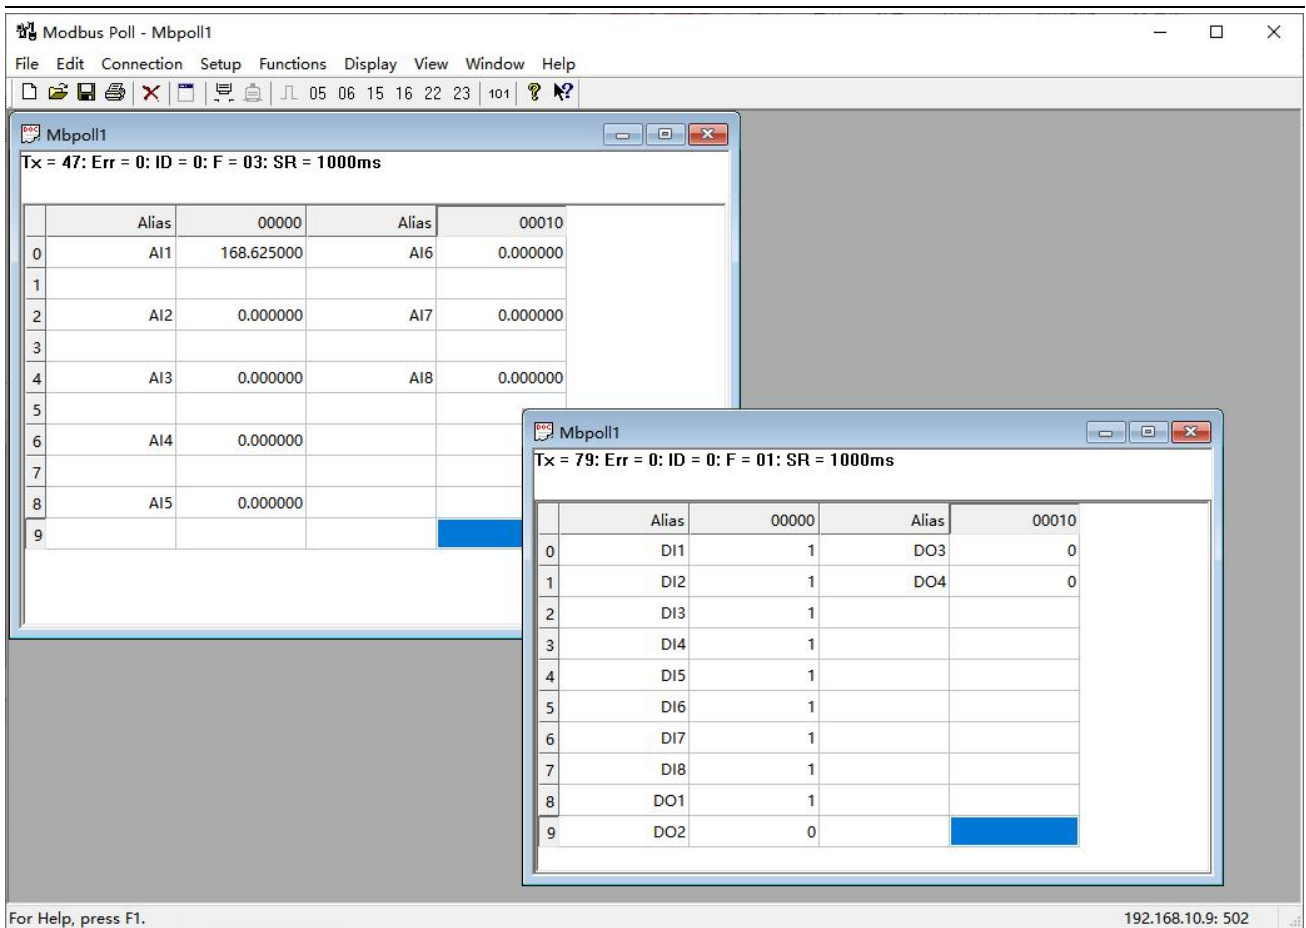 Modbus Poll - Mbpoll1
File Edit Connection Setup Functions Display View Window Help
05 06 15 16 22 23 101
Mbpoll1
Tx = 47: Err = 0: ID = 0: F = 03: SR = 1000ms
Alias 00000 Alias 00010
0 AI1 168.625000 AI6 0.000000
1
2 AI2 0.000000 AI7 0.000000
3
4 AI3 0.000000 AI8 0.000000
5
6 AI4 0.000000
7
8 AI5 0.000000
9
Mbpoll1
Tx = 79: Err = 0: ID = 0: F = 01: SR = 1000ms
Alias 00000 Alias 00010
0 DI1 1 DO3 0
1 DI2 1 DO4 0
2 DI3 1
3 DI4 1
4 DI5 1
5 DI6 1
6 DI7 1
7 DI8 1
8 DO1 1
9 DO2 0
For Help, press F1. 192.168.10.9: 502